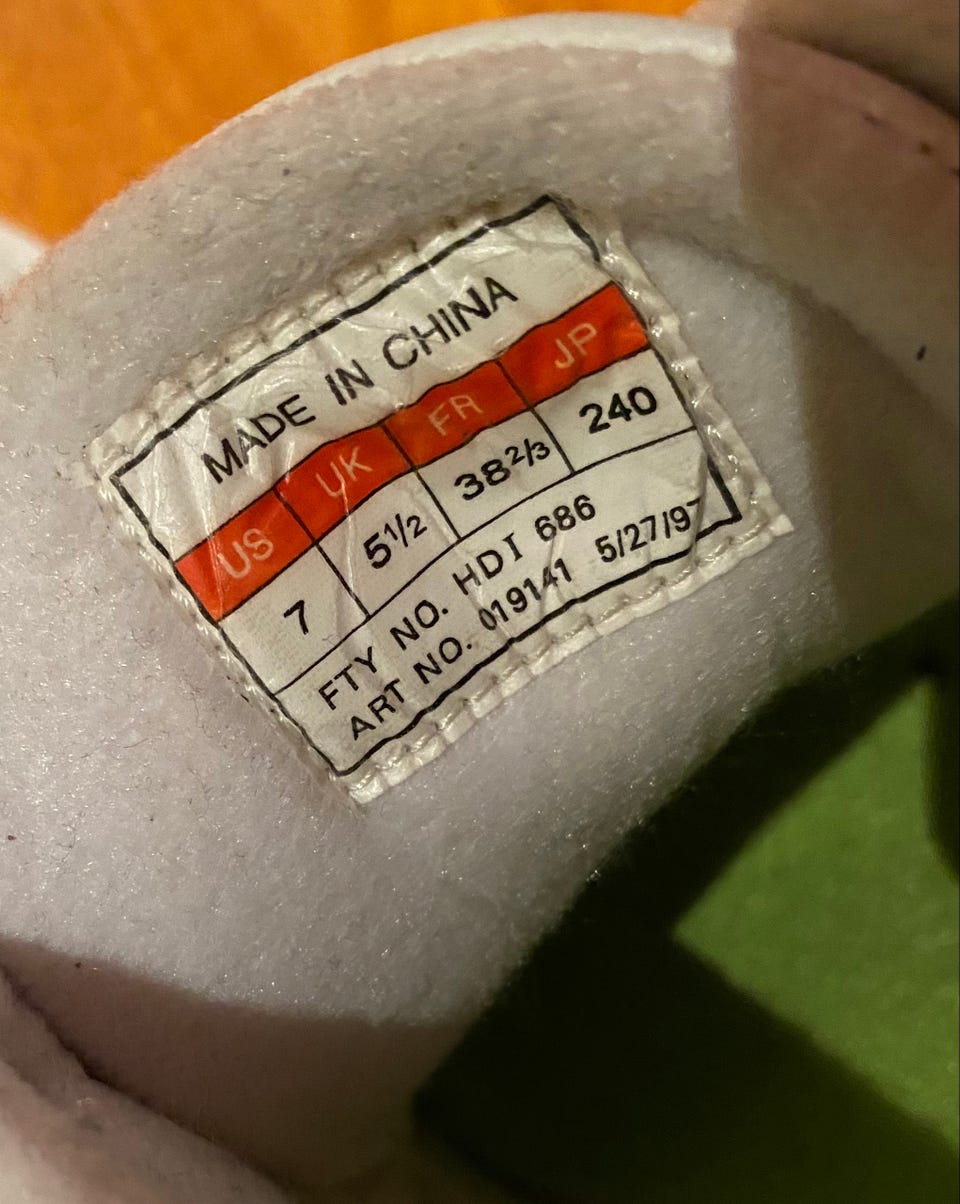 MADE IN CHINA
US UK FR JP
7 5½ 38⅔ 240
FTY NO. HDI 686
ART NO. 019141 5/27/97